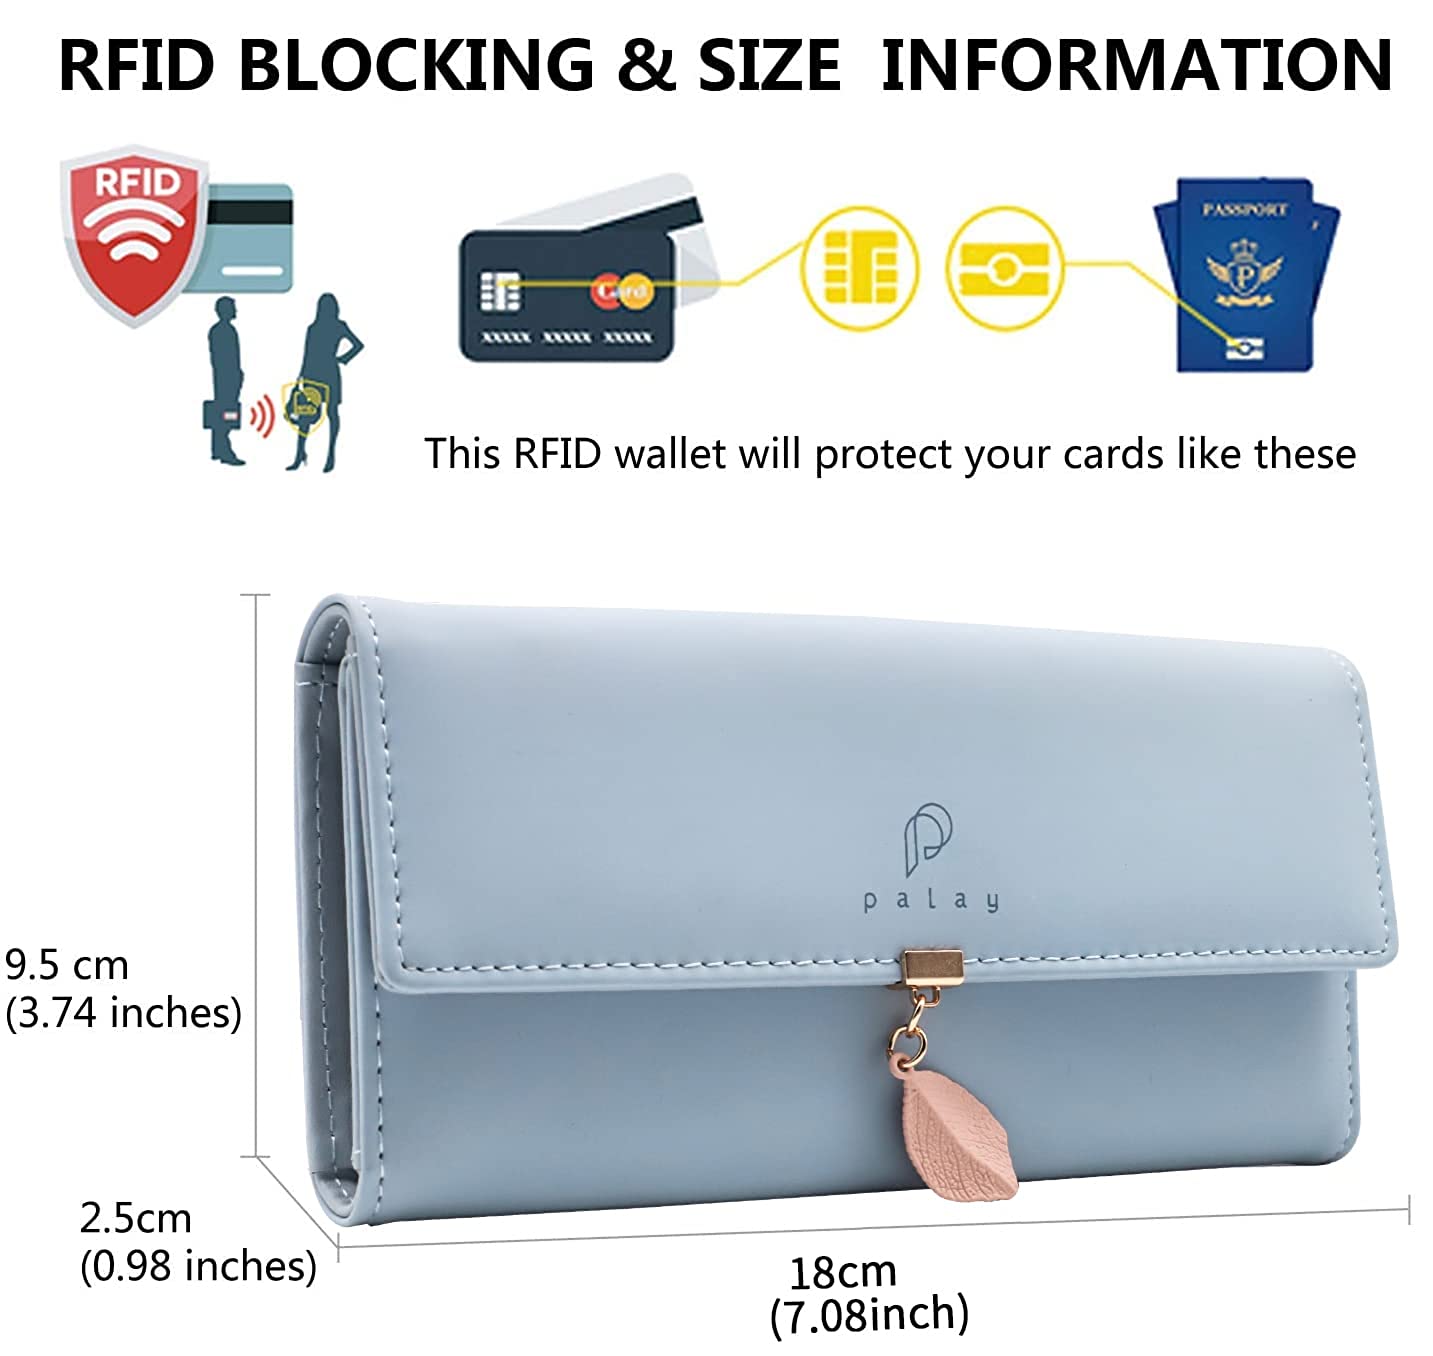 RFID BLOCKING & SIZE INFORMATION
RFID
Card
XXXXX XXXXX XXXXX
PASSPORT
P
This RFID wallet will protect your cards like these
palay
9.5 cm
(3.74 inches)
2.5cm
(0.98 inches)
18cm
(7.08inch)